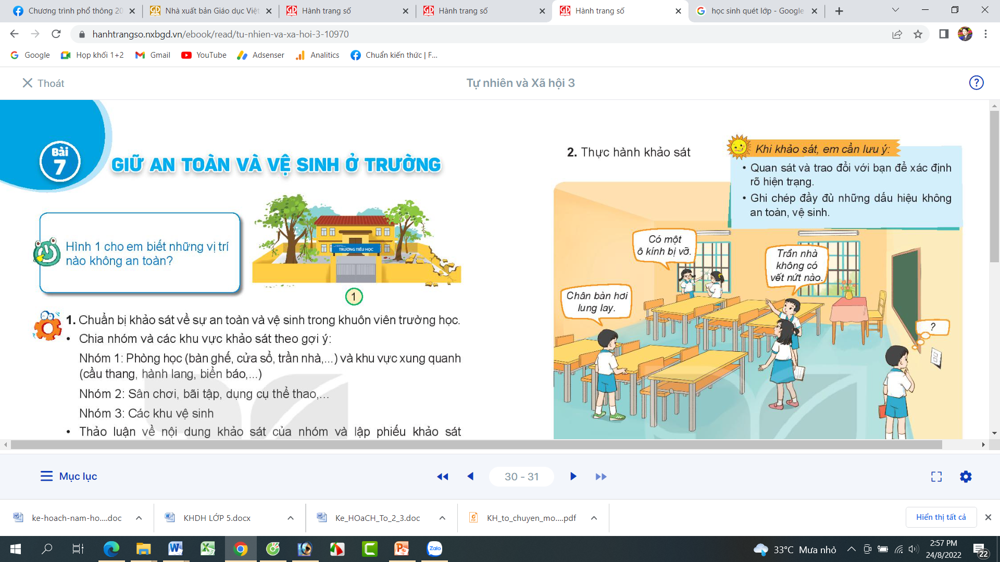 Chương trình phổ thông 20
Nhà xuất bản Giáo dục Việt
Hành trang số
Hành trang số
Hành trang số
học sinh quét lớp - Google
hanhtrangso.nxbgd.vn/ebook/read/tu-nhien-va-xa-hoi-3-10970
Google
Họp khối 1+2
Gmail
YouTube
Adsenser
Analitics
Chuẩn kiến thức | F...
Thoát
Tự nhiên và Xã hội 3
?
Bài
7
GIỮ AN TOÀN VÀ VỆ SINH Ở TRƯỜNG
Hình 1 cho em biết những vị trí
nào không an toàn?
TRƯỜNG TIỂU HỌC
1
1. Chuẩn bị khảo sát về sự an toàn và vệ sinh trong khuôn viên trường học.
• Chia nhóm và các khu vực khảo sát theo gợi ý:
Nhóm 1: Phòng học (bàn ghế, cửa sổ, trần nhà,...) và khu vực xung quanh
(cầu thang, hành lang, biển báo,...)
Nhóm 2: Sân chơi, bãi tập, dụng cụ thể thao,...
Nhóm 3: Các khu vệ sinh
• Thảo luận về nội dung khảo sát của nhóm và lập phiếu khảo sát
2. Thực hành khảo sát
Khi khảo sát, em cần lưu ý:
• Quan sát và trao đổi với bạn để xác định
rõ hiện trạng.
• Ghi chép đầy đủ những dấu hiệu không
an toàn, vệ sinh.
Có một
ô kính bị vỡ.
Trần nhà
không có
vết nứt nào.
Chân bàn hơi
lung lay.
?
Mục lục
30 - 31
ke-hoach-nam-ho....doc
KHDH LỚP 5.docx
Ke_HOaCH_To_2_3.doc
KH_to_chuyen_mo....pdf
Hiển thị tất cả
Zalo
33°C Mưa nhỏ
2:57 PM
24/8/2022
22